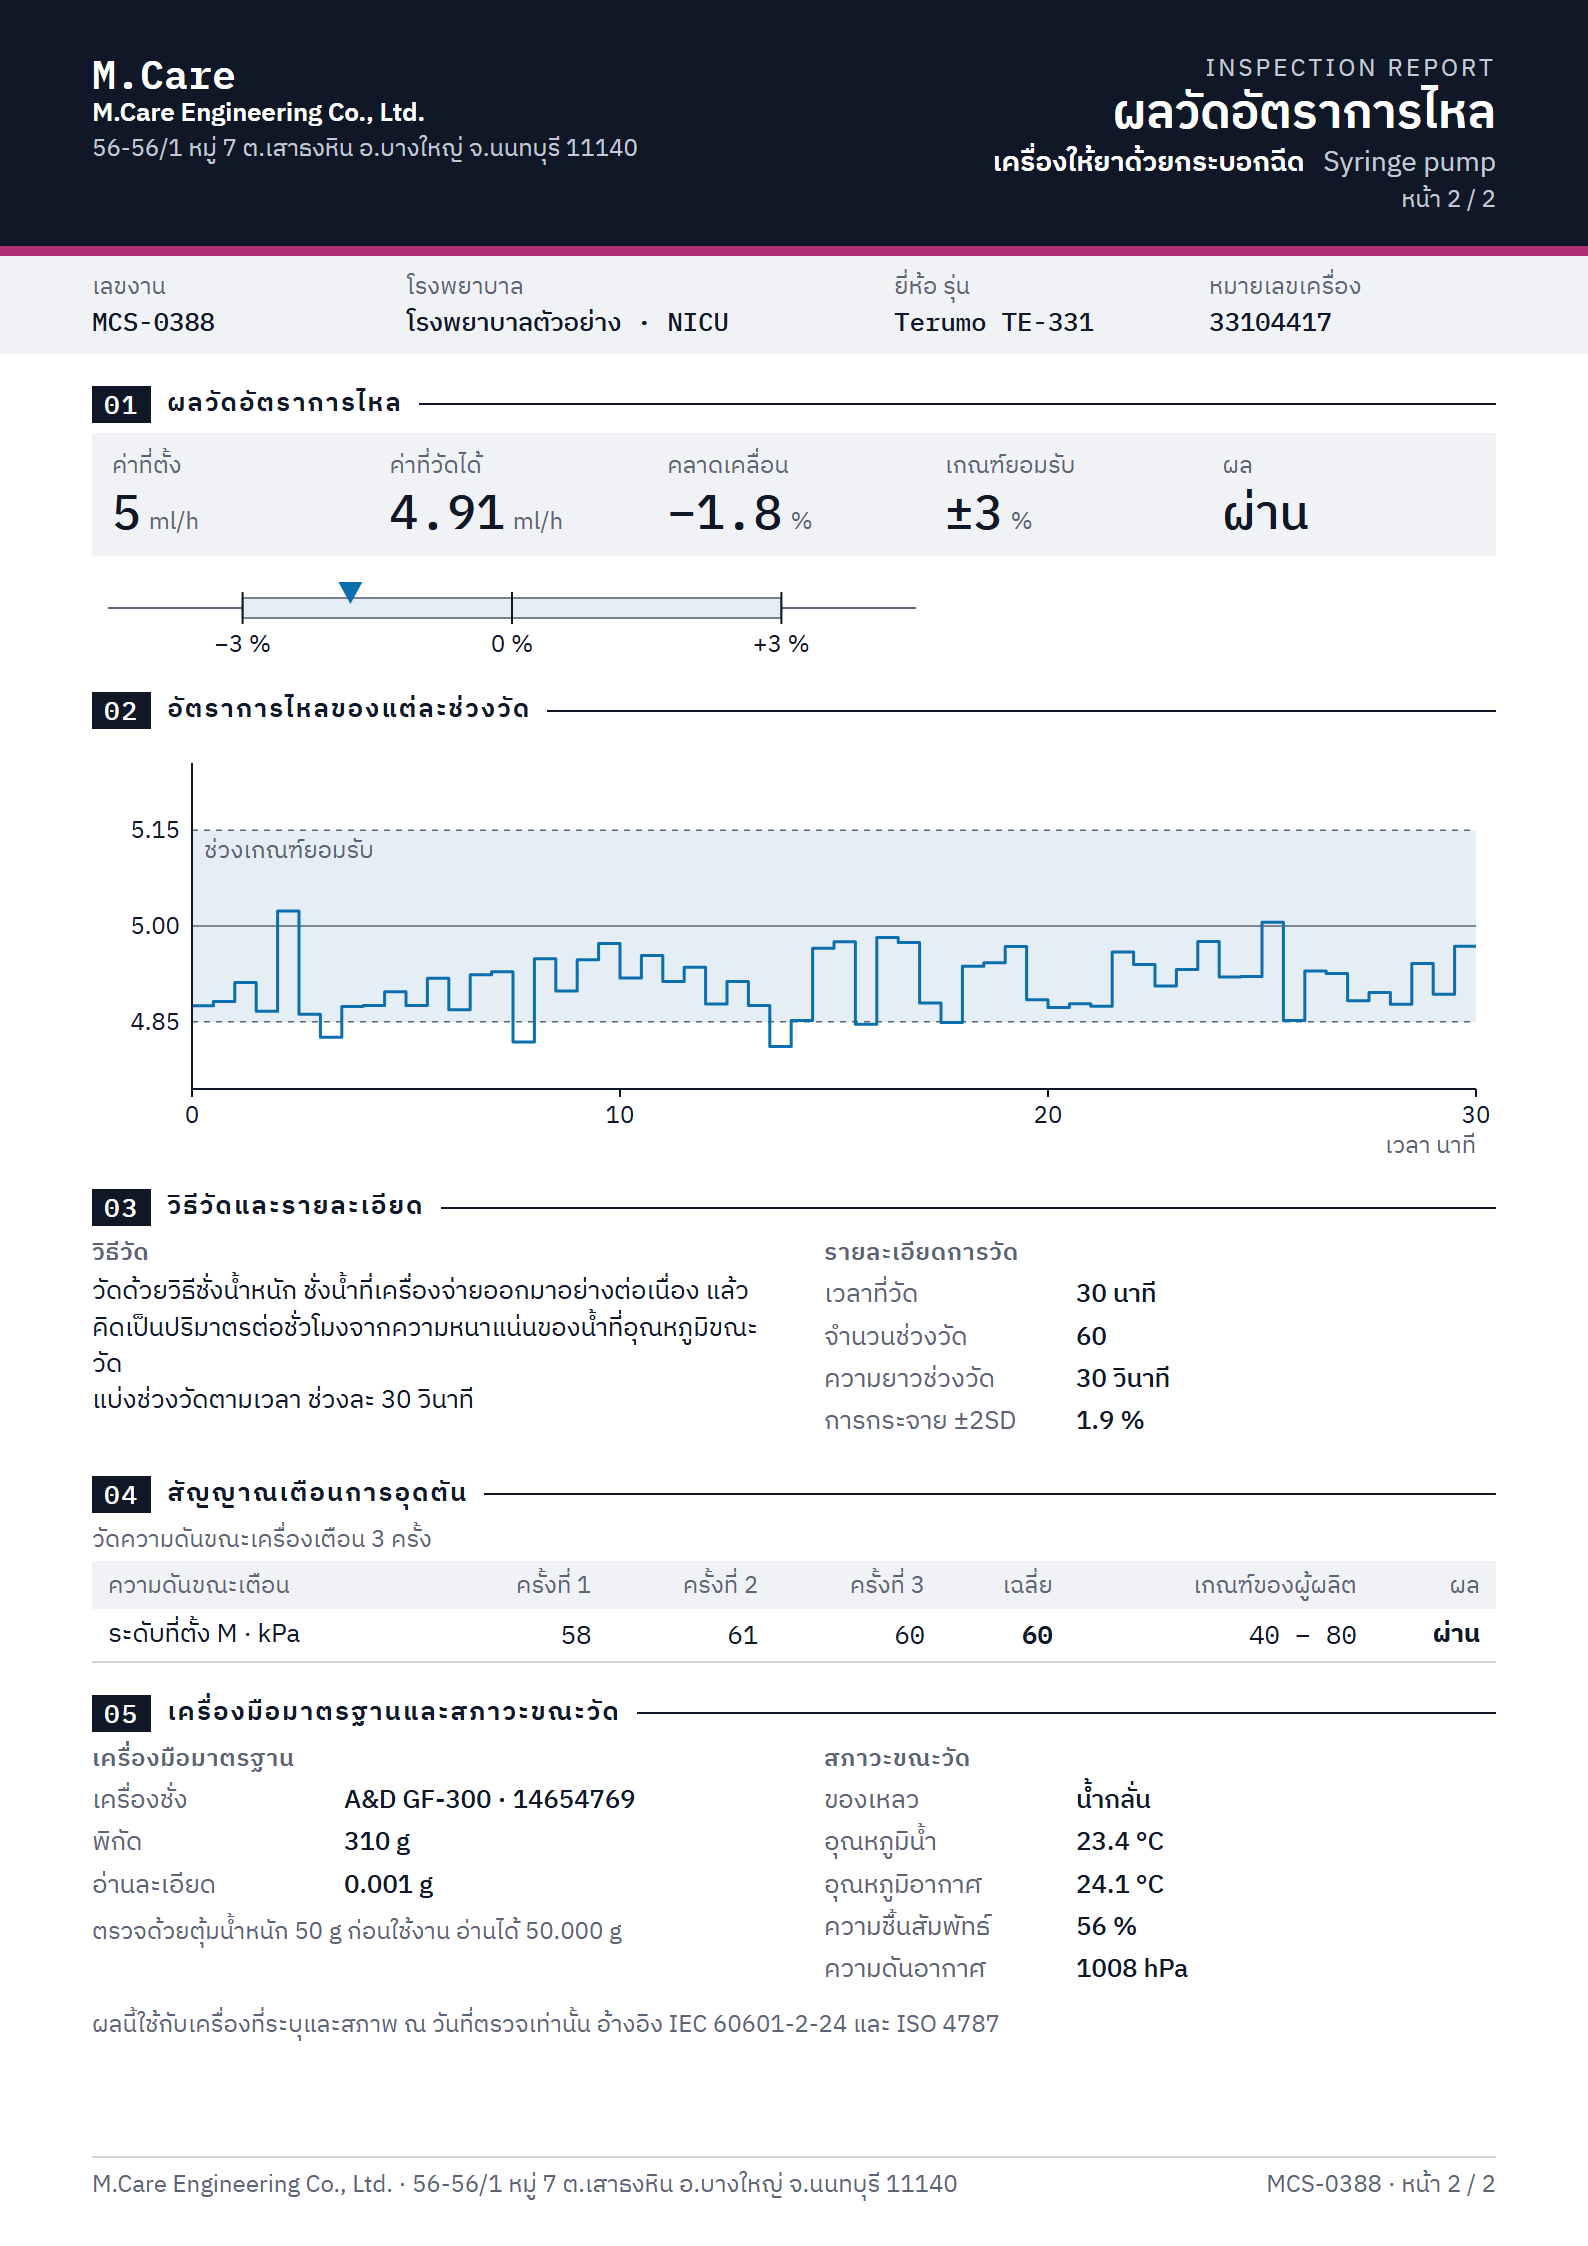 M.Care
M.Care Engineering Co., Ltd.
56-56/1 หมู่ 7 ต.เสาธงหิน อ.บางใหญ่ จ.นนทบุรี 11140
INSPECTION REPORT
ผลวัดอัตราการไหล
เครื่องให้ยาด้วยกระบอกฉีด Syringe pump
หน้า 2 / 2
เลขงาน โรงพยาบาล ยี่ห้อ รุ่น หมายเลขเครื่อง
MCS-0388 โรงพยาบาลตัวอย่าง · NICU Terumo TE-331 33104417
01 ผลวัดอัตราการไหล
ค่าที่ตั้ง ค่าที่วัดได้ คลาดเคลื่อน เกณฑ์ยอมรับ ผล
5 ml/h 4.91 ml/h −1.8 % ±3 % ผ่าน
−3 % 0 % +3 %
02 อัตราการไหลของแต่ละช่วงวัด
5.15
ช่วงเกณฑ์ยอมรับ
5.00
4.85
0 10 20 30
เวลา นาที
03 วิธีวัดและรายละเอียด
วิธีวัด
วัดด้วยวิธีชั่งน้ำหนัก ชั่งน้ำที่เครื่องจ่ายออกมาอย่างต่อเนื่อง แล้ว
คิดเป็นปริมาตรต่อชั่วโมงจากความหนาแน่นของน้ำที่อุณหภูมิขณะ
วัด
แบ่งช่วงวัดตามเวลา ช่วงละ 30 วินาที
รายละเอียดการวัด
เวลาที่วัด 30 นาที
จำนวนช่วงวัด 60
ความยาวช่วงวัด 30 วินาที
การกระจาย ±2SD 1.9 %
04 สัญญาณเตือนการอุดตัน
วัดความดันขณะเครื่องเตือน 3 ครั้ง
ความดันขณะเตือน ครั้งที่ 1 ครั้งที่ 2 ครั้งที่ 3 เฉลี่ย เกณฑ์ของผู้ผลิต ผล
ระดับที่ตั้ง M · kPa 58 61 60 60 40 − 80 ผ่าน
05 เครื่องมือมาตรฐานและสภาวะขณะวัด
เครื่องมือมาตรฐาน
เครื่องชั่ง A&D GF-300 · 14654769
พิกัด 310 g
อ่านละเอียด 0.001 g
ตรวจด้วยตุ้มน้ำหนัก 50 g ก่อนใช้งาน อ่านได้ 50.000 g
สภาวะขณะวัด
ของเหลว น้ำกลั่น
อุณหภูมิน้ำ 23.4 °C
อุณหภูมิอากาศ 24.1 °C
ความชื้นสัมพัทธ์ 56 %
ความดันอากาศ 1008 hPa
ผลนี้ใช้กับเครื่องที่ระบุและสภาพ ณ วันที่ตรวจเท่านั้น อ้างอิง IEC 60601-2-24 และ ISO 4787
M.Care Engineering Co., Ltd. · 56-56/1 หมู่ 7 ต.เสาธงหิน อ.บางใหญ่ จ.นนทบุรี 11140
MCS-0388 · หน้า 2 / 2